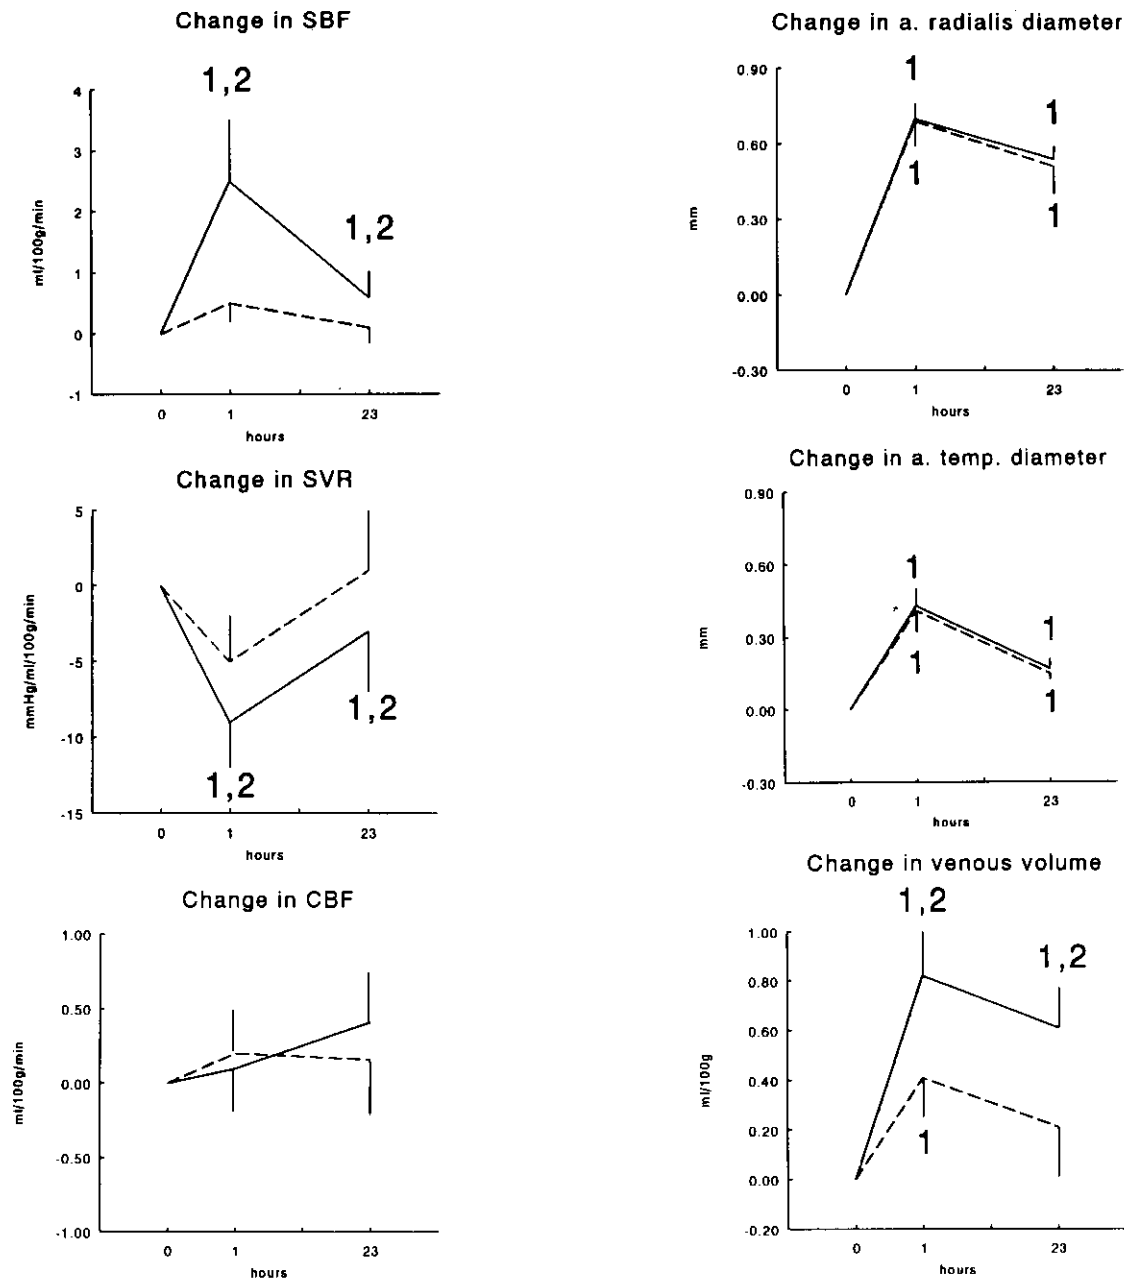 Change in SBF
1,2
4
3
2
1
0
-1
ml/100g/min
1,2
0 1 23
hours
Change in SVR
5
0
-5
-10
-15
mmHg/ml/100g/min
1,2
1,2
0 1 23
hours
Change in CBF
1.00
0.50
0.00
-0.50
-1.00
ml/100g/min
0 1 23
hours
Change in a. radialis diameter
1
0.90
0.60
0.30
0.00
-0.30
mm
1
1
1
0 1 23
hours
Change in a. temp. diameter
0.90
0.60
0.30
0.00
-0.30
mm
1
1
1
1
0 1 23
hours
Change in venous volume
1,2
1.00
0.80
0.60
0.40
0.20
0.00
-0.20
ml/100g
1,2
1
0 1 23
hours